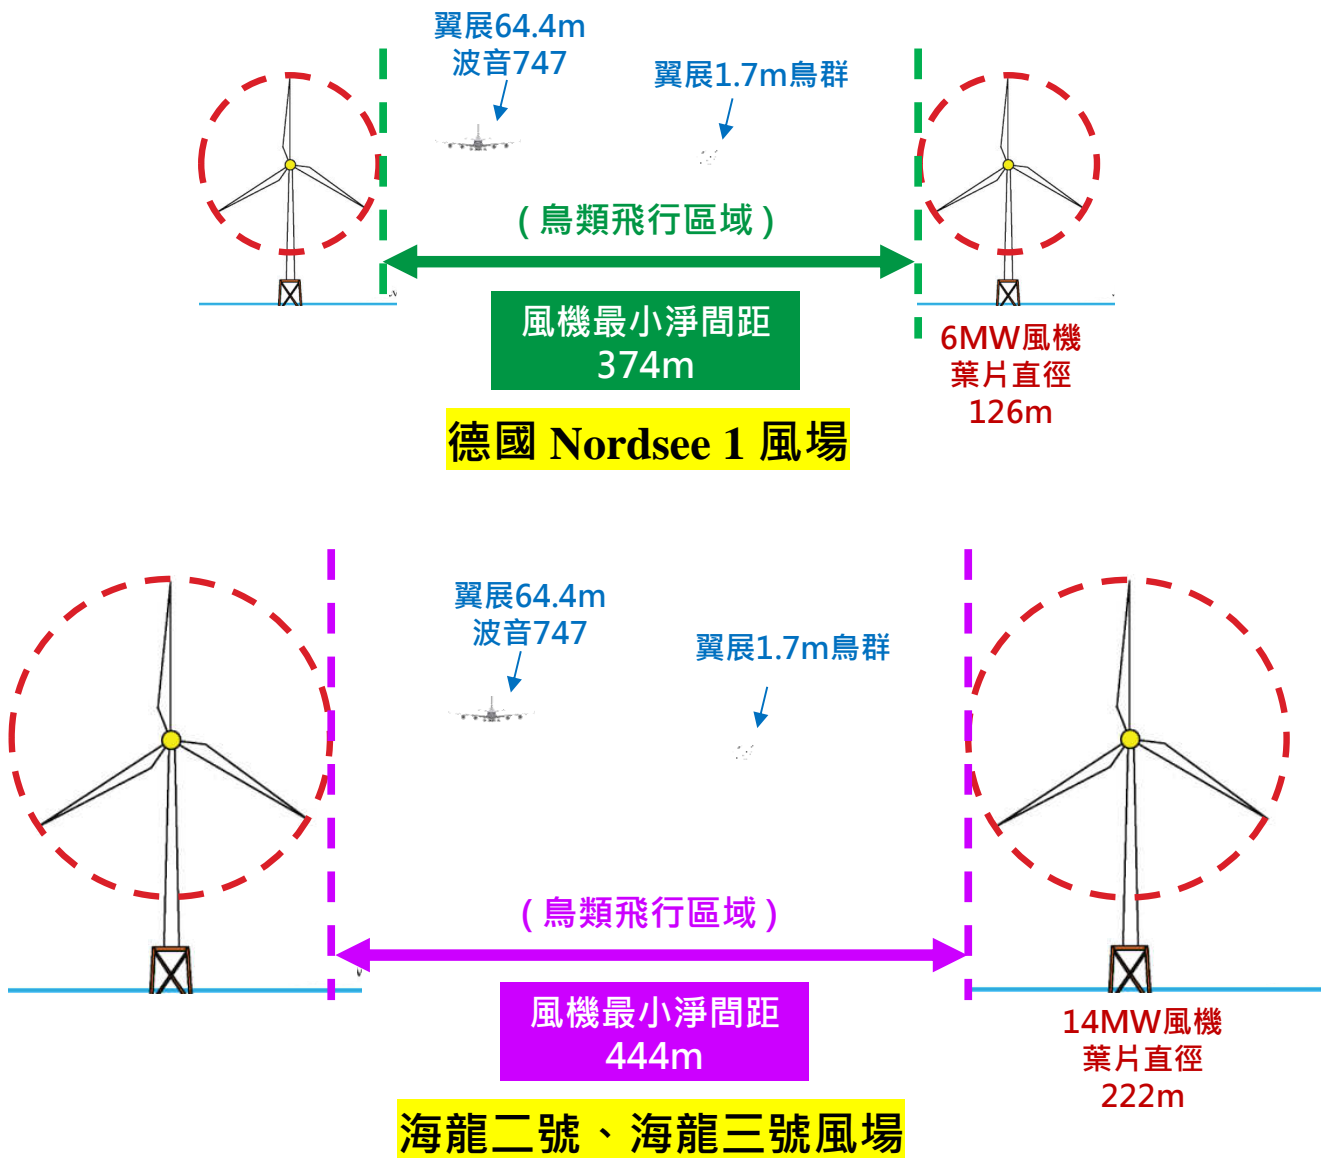 翼展64.4m
波音747
翼展1.7m鳥群
(鳥類飛行區域)
風機最小淨間距
374m
6MW風機
葉片直徑
126m
德國 Nordsee 1 風場
翼展64.4m
波音747
翼展1.7m鳥群
(鳥類飛行區域)
風機最小淨間距
444m
14MW風機
葉片直徑
222m
海龍二號、海龍三號風場